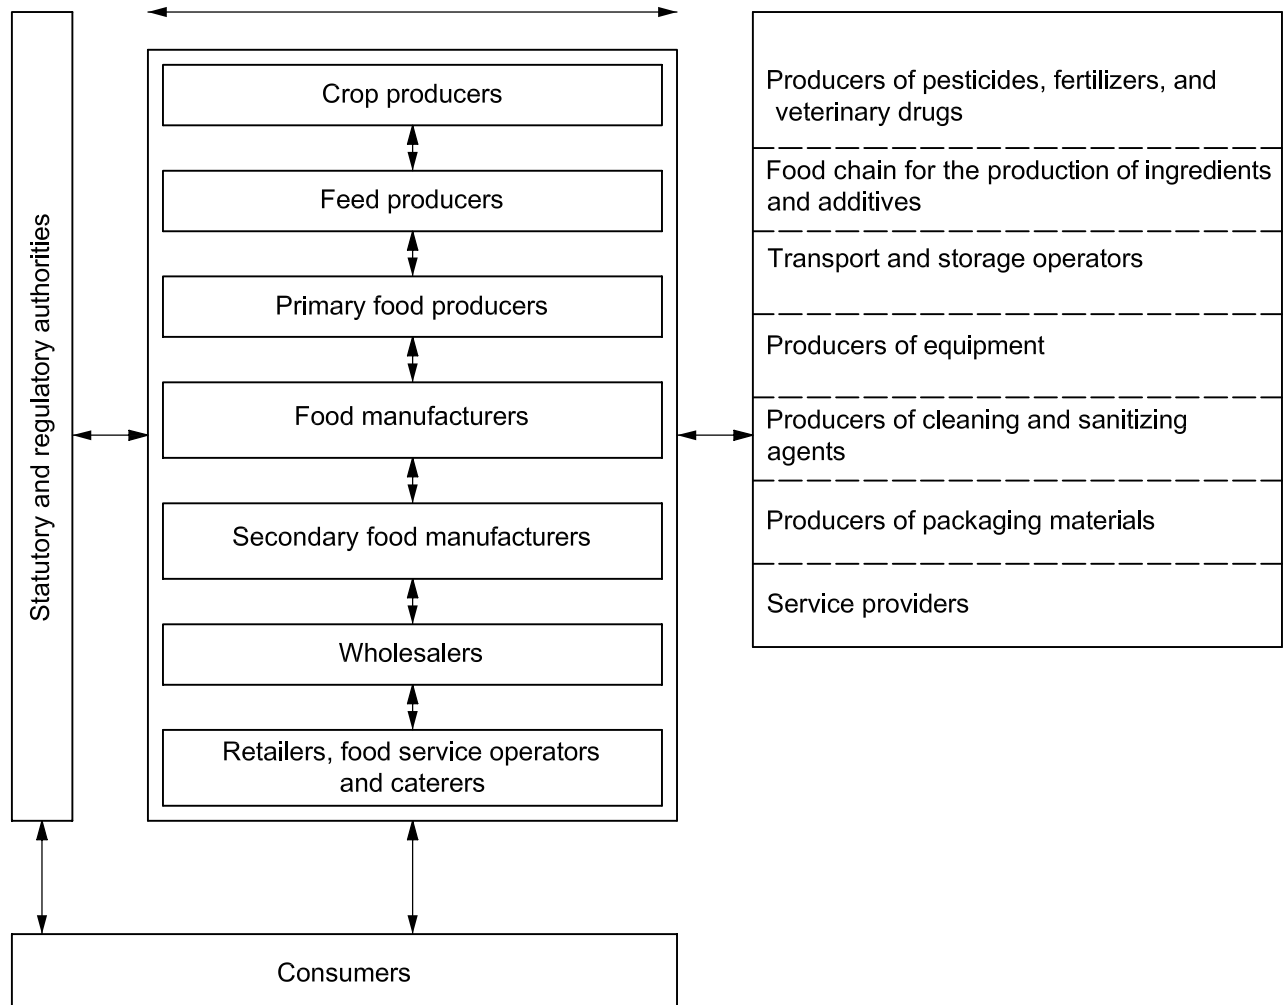 Statutory and regulatory authorities
Crop producers
Feed producers
Primary food producers
Food manufacturers
Secondary food manufacturers
Wholesalers
Retailers, food service operators
and caterers
Producers of pesticides, fertilizers, and
veterinary drugs
Food chain for the production of ingredients
and additives
Transport and storage operators
Producers of equipment
Producers of cleaning and sanitizing
agents
Producers of packaging materials
Service providers
Consumers